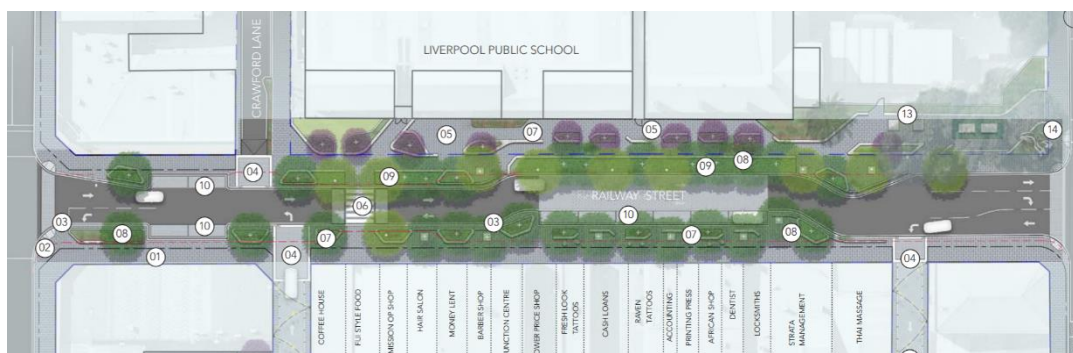 CRAWFORD LANE
LIVERPOOL PUBLIC SCHOOL
13
05
07
05
14
08
09
09
04
10
RAILWAY STREET
06
10
03
03
08
10
07
07
08
02
01
04
04
COFFEE HOUSE
FIJI STYLE FOOD
MISSION OP SHOP
HAIR SALON
MONEY LENT
BARBER SHOP
UNCTION CENTRE
OWER PRICE SHOP
FRESH LOOK
TATTOOS
CASH LOANS
RAVEN
TATTOOS
ACCOUNTING
PRINTING PRESS
AFRICAN SHOP
DENTIST
LOCKSMITHS
STRATA
MANAGEMENT
THAI MASSAGE